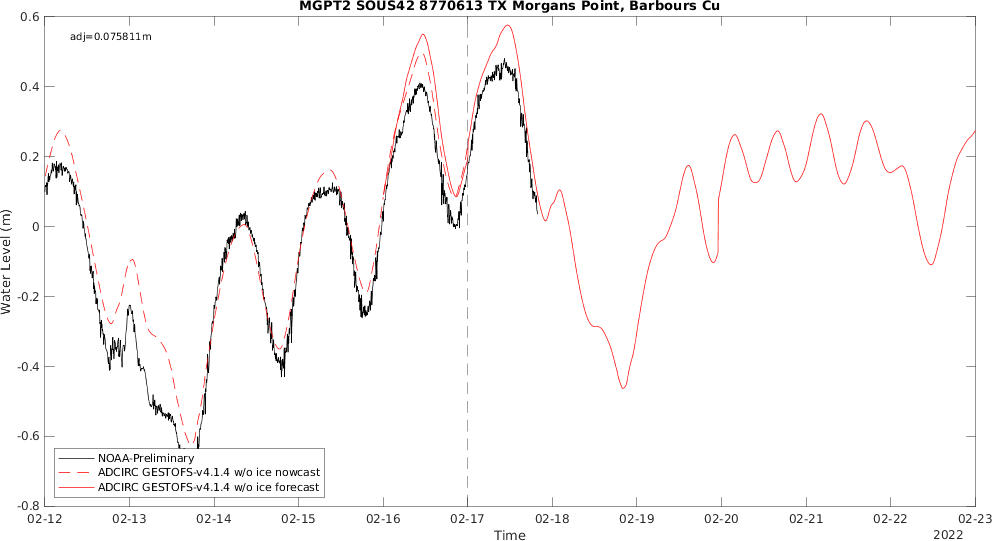 MGPT2 SOUS42 8770613 TX Morgans Point, Barbours Cu
adj=0.075811m
0.6
0.4
0.2
0
-0.2
-0.4
-0.6
-0.8
Water Level (m)
NOAA-Preliminary
ADCIRC GESTOFS-v4.1.4 w/o ice nowcast
ADCIRC GESTOFS-v4.1.4 w/o ice forecast
02-12 02-13 02-14 02-15 02-16 02-17 02-18 02-19 02-20 02-21 02-22 02-23
Time
2022